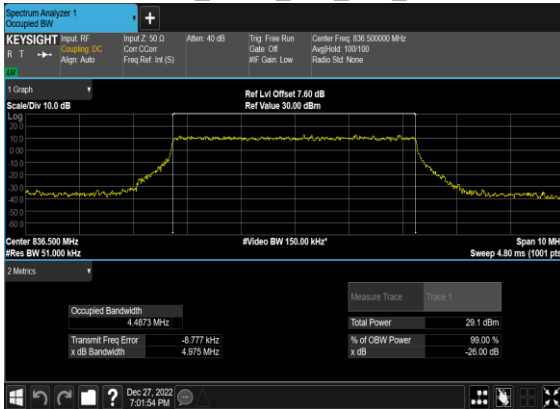 Spectrum Analyzer 1
Occupied BW
+
KEYSIGHT
R T
LW
Input: RF
Coupling: DC
Align: Auto
Input Z: 50 Ω
Corr CCorr
Freq Ref: Int (S)
Atten: 40 dB
Trig: Free Run
Gate: Off
#IF Gain: Low
Center Freq: 836.500000 MHz
Avg|Hold: 100/100
Radio Std: None
1 Graph
Scale/Div 10.0 dB
Ref Lvl Offset 7.60 dB
Ref Value 30.00 dBm
Log
20.0
10.0
0.00
-10.0
-20.0
-30.0
-40.0
-50.0
-60.0
Center 836.500 MHz
#Res BW 51.000 kHz
#Video BW 150.00 kHz*
Span 10 MH
Sweep 4.80 ms (1001 pts
2 Metrics
Measure Trace Trace 1
Occupied Bandwidth
4.4873 MHz
Total Power 29.1 dBm
Transmit Freq Error -8.777 kHz
% of OBW Power 99.00 %
x dB Bandwidth 4.975 MHz
x dB -26.00 dB
?
Dec 27, 2022
7:01:54 PM